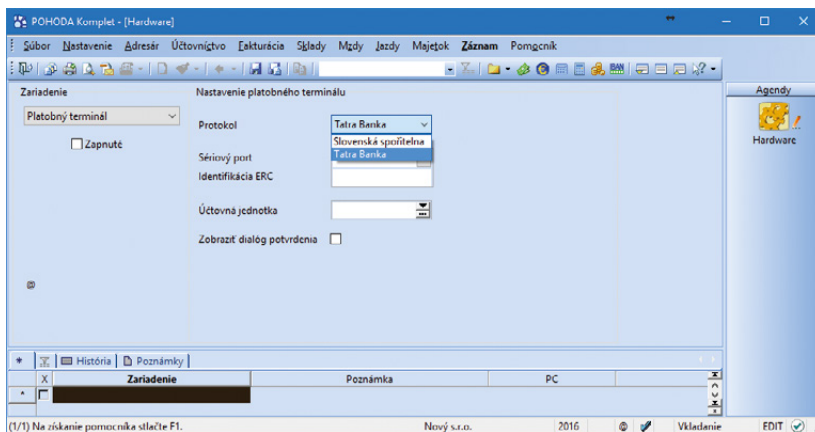 POHODA Komplet - [Hardware]
Súbor Nastavenie Adresár Účtovníctvo Fakturácia Sklady Mzdy Jazdy Majetok Záznam Pomocník
Zariadenie
Nastavenie platobného terminálu
Agendy
Platobný terminál
Protokol
Tatra Banka
Hardware
Zapnuté
Slovenská spořitelna
Tatra Banka
Sériový port
Identifikácia ERC
Účtovná jednotka
Zobraziť dialóg potvrdenia
@
* História Poznámky
X Zariadenie Poznámka PC
*
(1/1) Na získanie pomocníka stlačte F1. Nový s.r.o. 2016 @ Vkladanie EDIT